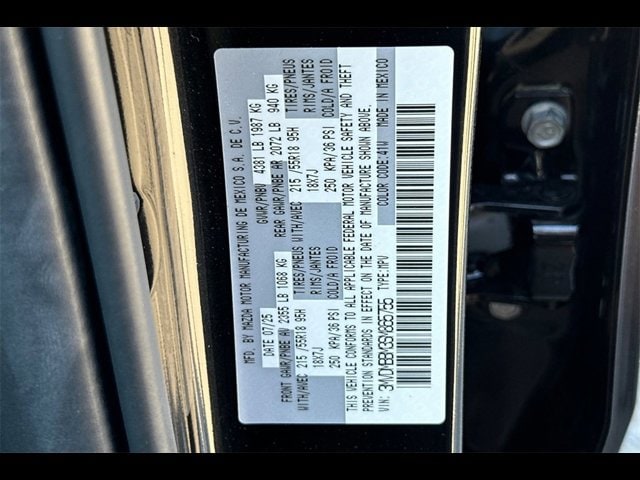 MFD. BY MAZDA MOTOR MANUFACTURING DE MEXICO S.A. DE C.V.
DATE 07/25 GVWR/PNBV 4381 LB 1987 KG
FRONT GAWR/PNBE AV 2355 LB 1068 KG REAR GAWR/PNBE AR 2072 LB 940 KG
WITH/AVEC 215 /55R18 95H TIRES/PNEUS WITH/AVEC 215 /55R18 95H TIRES/PNEUS
18X7J RIMS/JANTES 18X7J RIMS/JANTES
250 KPA/36 PSI COLD/A FROID 250 KPA/36 PSI COLD/A FROID
THIS VEHICLE CONFORMS TO ALL APPLICABLE FEDERAL MOTOR VEHICLE SAFETY AND THEFT
PREVENTION STANDARDS IN EFFECT ON THE DATE OF MANUFACTURE SHOWN ABOVE.
VIN: TYPE:MPV COLOR CODE:41W MADE IN MEXICO